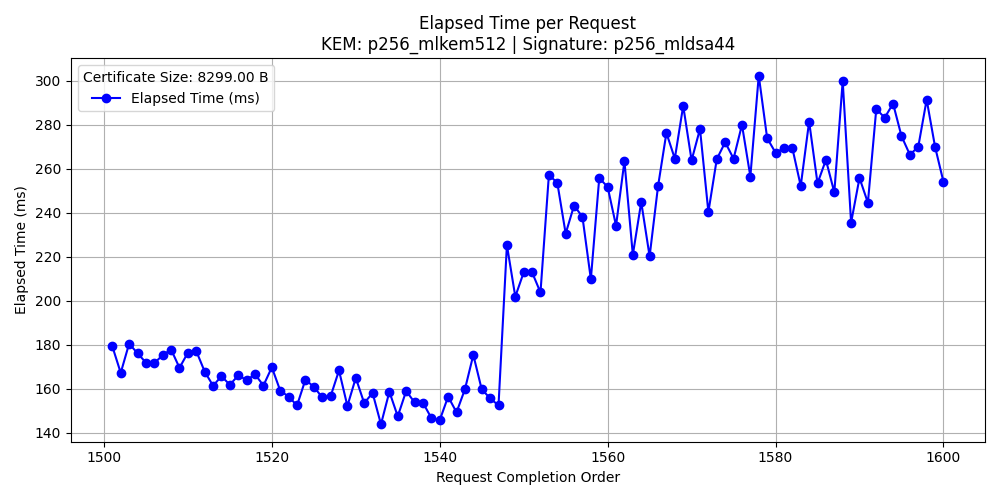 Elapsed Time per Request
KEM: p256_mlkem512 | Signature: p256_mldsa44
Certificate Size: 8299.00 B
Elapsed Time (ms)
Elapsed Time (ms)
300
280
260
240
220
200
180
160
140
1500
1520
1540
1560
1580
1600
Request Completion Order